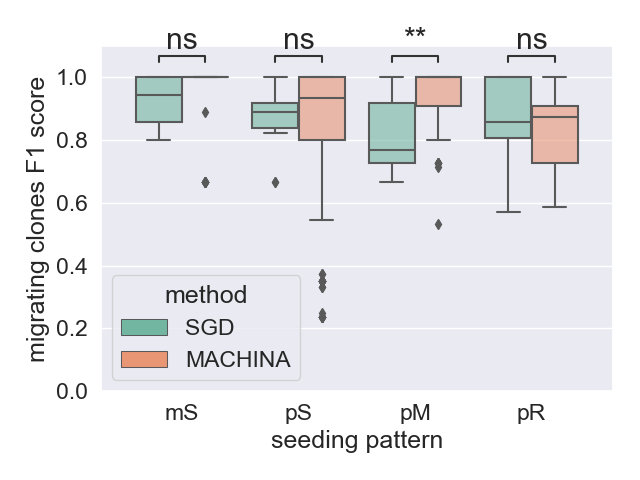 ns ns ** ns
migrating clones F1 score
1.0
0.8
0.6
0.4
0.2
0.0
method
SGD
MACHINA
mS pS pM pR
seeding pattern